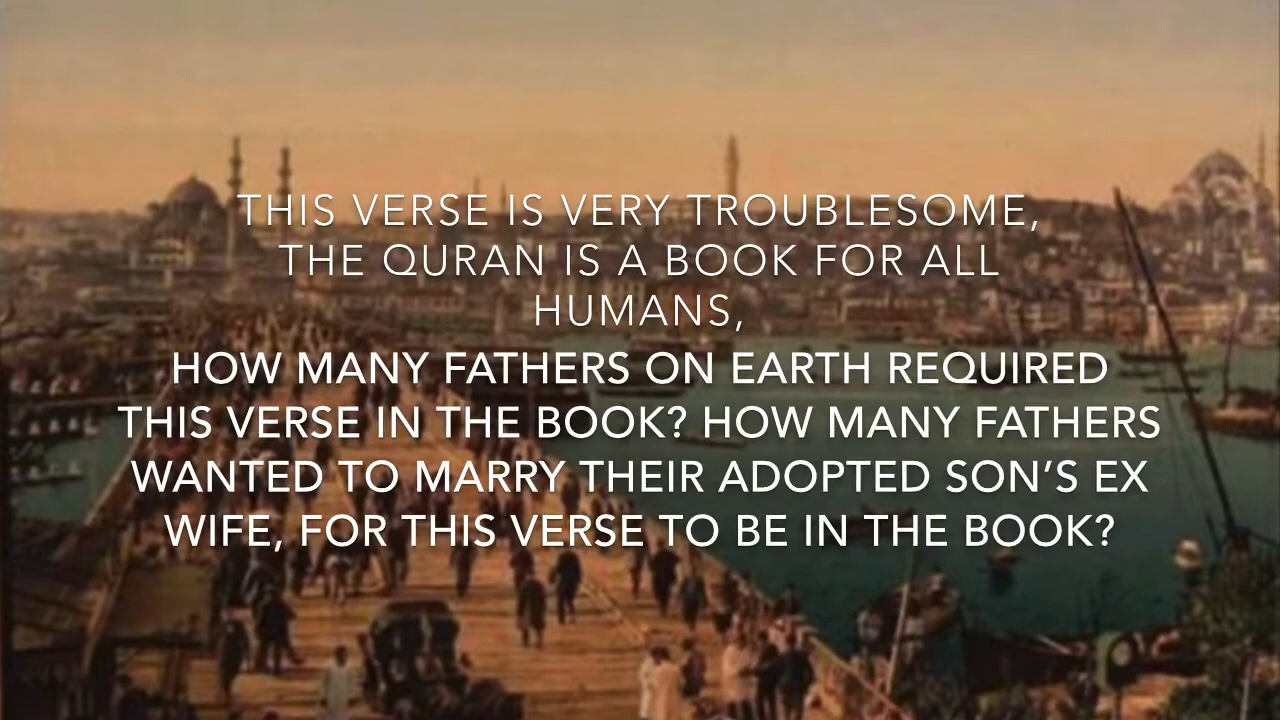 THIS VERSE IS VERY TROUBLESOME,
THE QURAN IS A BOOK FOR ALL
HUMANS,
HOW MANY FATHERS ON EARTH REQUIRED
THIS VERSE IN THE BOOK? HOW MANY FATHERS
WANTED TO MARRY THEIR ADOPTED SON’S EX
WIFE, FOR THIS VERSE TO BE IN THE BOOK?